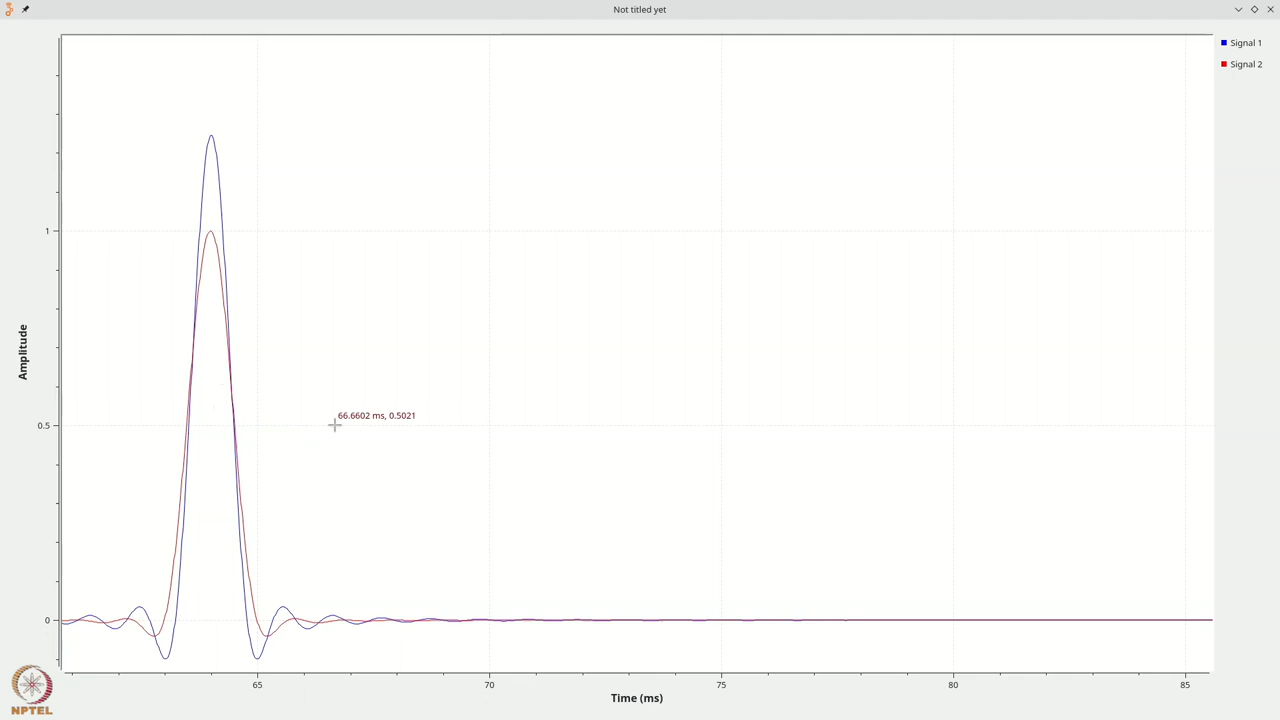 Not titled yet
Signal 1
Signal 2
1
0.5
0
Amplitude
66.6602 ms, 0.5021
65
70
75
80
85
Time (ms)
NPTEL